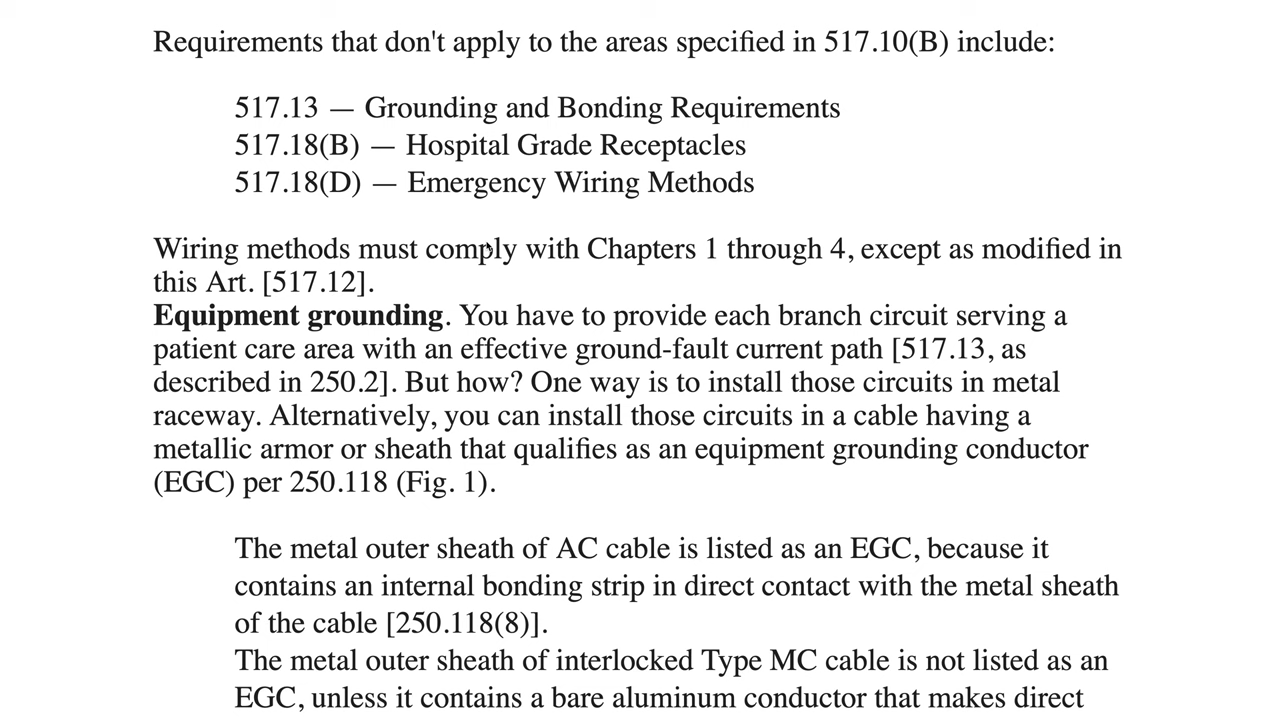 Requirements that don't apply to the areas specified in 517.10(B) include:
517.13 — Grounding and Bonding Requirements
517.18(B) — Hospital Grade Receptacles
517.18(D) — Emergency Wiring Methods
Wiring methods must comply with Chapters 1 through 4, except as modified in
this Art. [517.12].
Equipment grounding. You have to provide each branch circuit serving a
patient care area with an effective ground-fault current path [517.13, as
described in 250.2]. But how? One way is to install those circuits in metal
raceway. Alternatively, you can install those circuits in a cable having a
metallic armor or sheath that qualifies as an equipment grounding conductor
(EGC) per 250.118 (Fig. 1).
The metal outer sheath of AC cable is listed as an EGC, because it
contains an internal bonding strip in direct contact with the metal sheath
of the cable [250.118(8)].
The metal outer sheath of interlocked Type MC cable is not listed as an
EGC, unless it contains a bare aluminum conductor that makes direct